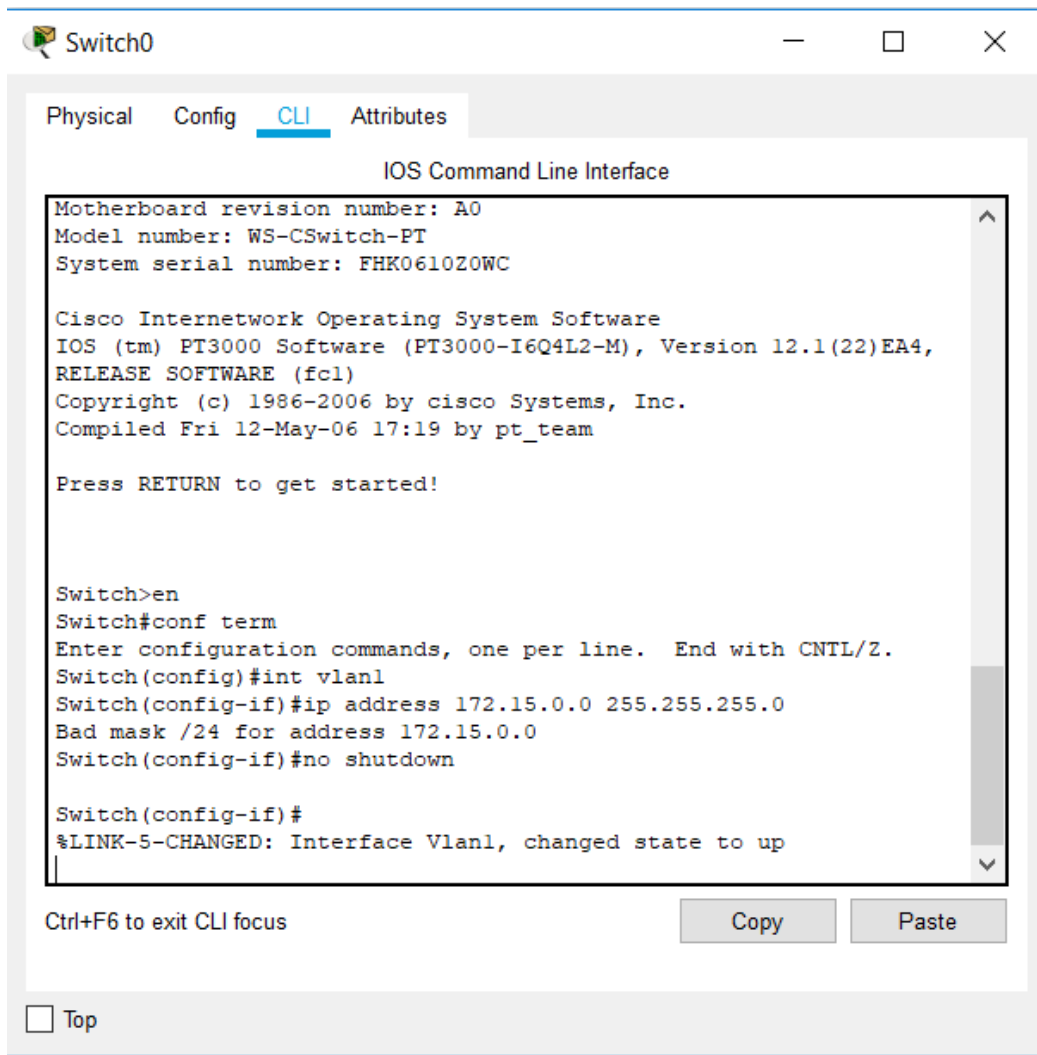 Switch0
Physical Config CLI Attributes
IOS Command Line Interface
Motherboard revision number: A0
Model number: WS-CSwitch-PT
System serial number: FHK0610Z0WC
Cisco Internetwork Operating System Software
IOS (tm) PT3000 Software (PT3000-I6Q4L2-M), Version 12.1(22)EA4,
RELEASE SOFTWARE (fc1)
Copyright (c) 1986-2006 by cisco Systems, Inc.
Compiled Fri 12-May-06 17:19 by pt_team
Press RETURN to get started!
Switch>en
Switch#conf term
Enter configuration commands, one per line.  End with CNTL/Z.
Switch(config)#int vlan1
Switch(config-if)#ip address 172.15.0.0 255.255.255.0
Bad mask /24 for address 172.15.0.0
Switch(config-if)#no shutdown
Switch(config-if)#
%LINK-5-CHANGED: Interface Vlan1, changed state to up
Ctrl+F6 to exit CLI focus
Copy
Paste
Top